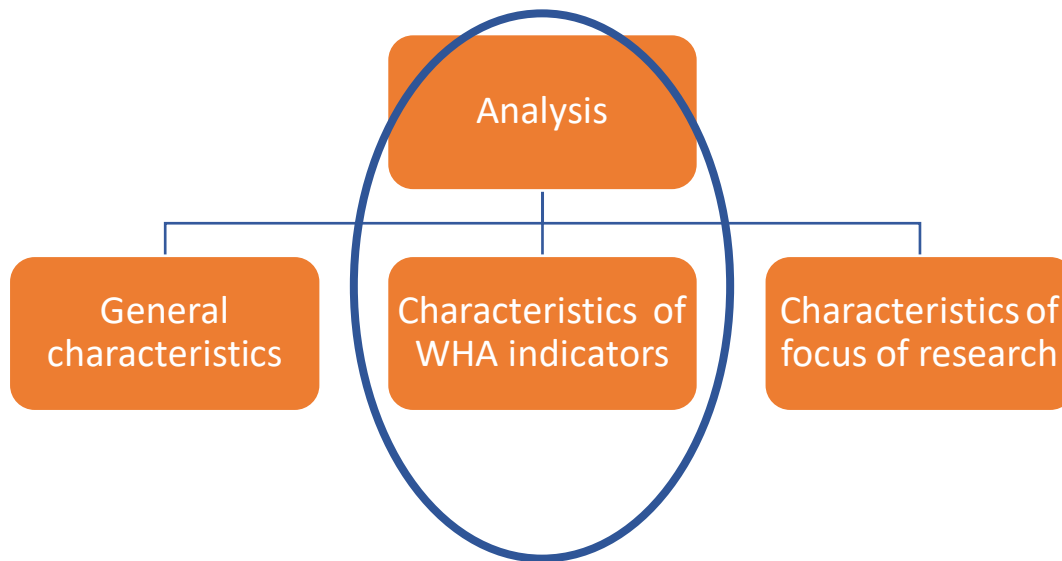 Analysis
General
characteristics
Characteristics of
WHA indicators
Characteristics of
focus of research